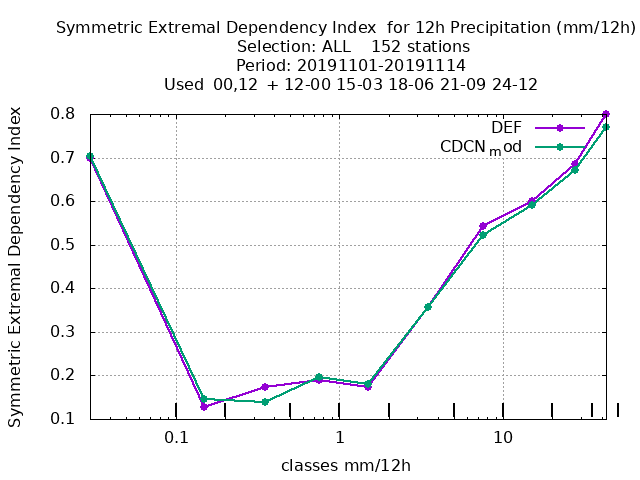 Symmetric Extremal Dependency Index  for 12h Precipitation (mm/12h)
Selection: ALL    152 stations
Period: 20191101-20191114
Used  00,12  + 12-00 15-03 18-06 21-09 24-12
Symmetric Extremal Dependency Index
0.8
0.7
0.6
0.5
0.4
0.3
0.2
0.1
DEF
CDCNmod
0.1
1
10
classes mm/12h